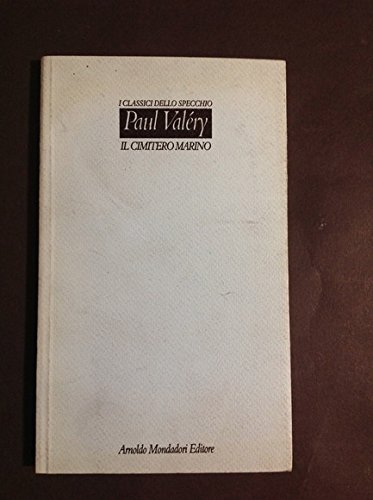 I CLASSICI DELLO SPECCHIO
Paul Valéry
IL CIMITERO MARINO
Arnoldo Mondadori Editore